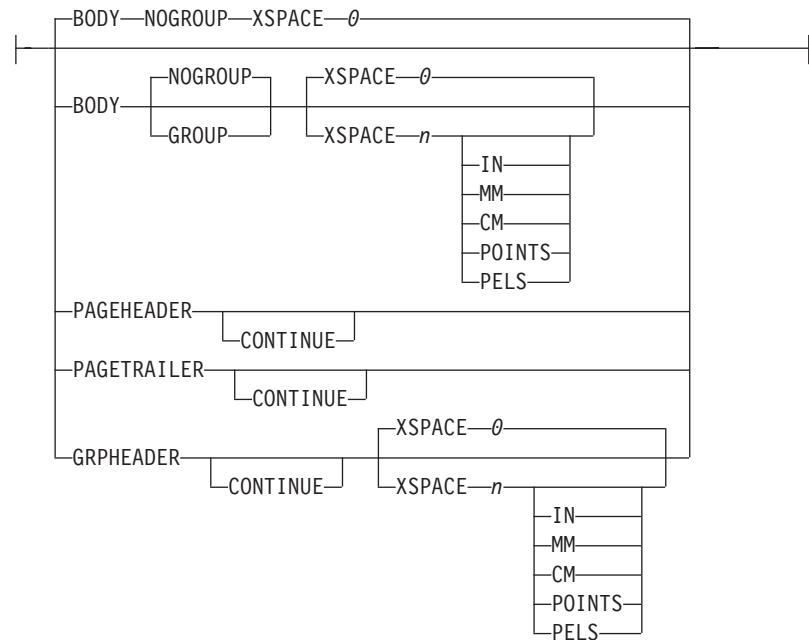 BODY NOGROUP XSPACE 0
NOGROUP XSPACE 0
BODY
GROUP XSPACE n
IN
MM
CM
POINTS
PELS
PAGEHEADER
CONTINUE
PAGETRAILER
CONTINUE
XSPACE 0
GRPHEADER
CONTINUE XSPACE n
IN
MM
CM
POINTS
PELS